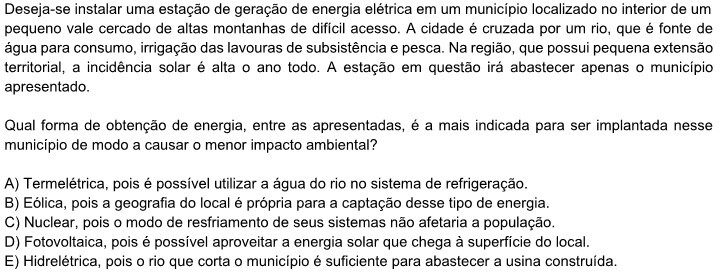 Deseja-se instalar uma estação de geração de energia elétrica em um município localizado no interior de um
pequeno vale cercado de altas montanhas de difícil acesso. A cidade é cruzada por um rio, que é fonte de
água para consumo, irrigação das lavouras de subsistência e pesca. Na região, que possui pequena extensão
territorial, a incidência solar é alta o ano todo. A estação em questão irá abastecer apenas o município
apresentado.
Qual forma de obtenção de energia, entre as apresentadas, é a mais indicada para ser implantada nesse
município de modo a causar o menor impacto ambiental?
A) Termelétrica, pois é possível utilizar a água do rio no sistema de refrigeração.
B) Eólica, pois a geografia do local é própria para a captação desse tipo de energia.
C) Nuclear, pois o modo de resfriamento de seus sistemas não afetaria a população.
D) Fotovoltaica, pois é possível aproveitar a energia solar que chega à superfície do local.
E) Hidrelétrica, pois o rio que corta o município é suficiente para abastecer a usina construída.